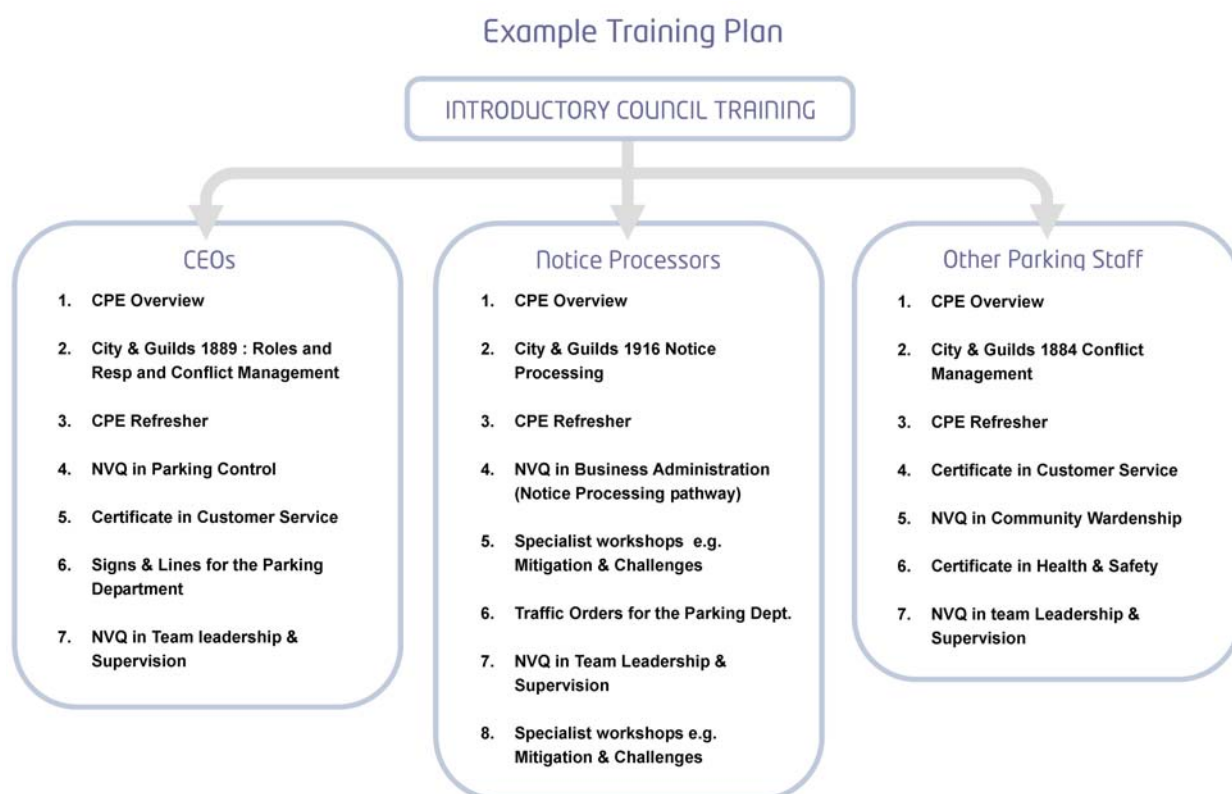 Example Training Plan
INTRODUCTORY COUNCIL TRAINING
CEOs
1. CPE Overview
2. City & Guilds 1889 : Roles and
Resp and Conflict Management
3. CPE Refresher
4. NVQ in Parking Control
5. Certificate in Customer Service
6. Signs & Lines for the Parking
Department
7. NVQ in Team leadership &
Supervision
Notice Processors
1. CPE Overview
2. City & Guilds 1916 Notice
Processing
3. CPE Refresher
4. NVQ in Business Administration
(Notice Processing pathway)
5. Specialist workshops e.g.
Mitigation & Challenges
6. Traffic Orders for the Parking Dept.
7. NVQ in Team Leadership &
Supervision
8. Specialist workshops e.g.
Mitigation & Challenges
Other Parking Staff
1. CPE Overview
2. City & Guilds 1884 Conflict
Management
3. CPE Refresher
4. Certificate in Customer Service
5. NVQ in Community Wardenship
6. Certificate in Health & Safety
7. NVQ in team Leadership &
Supervision